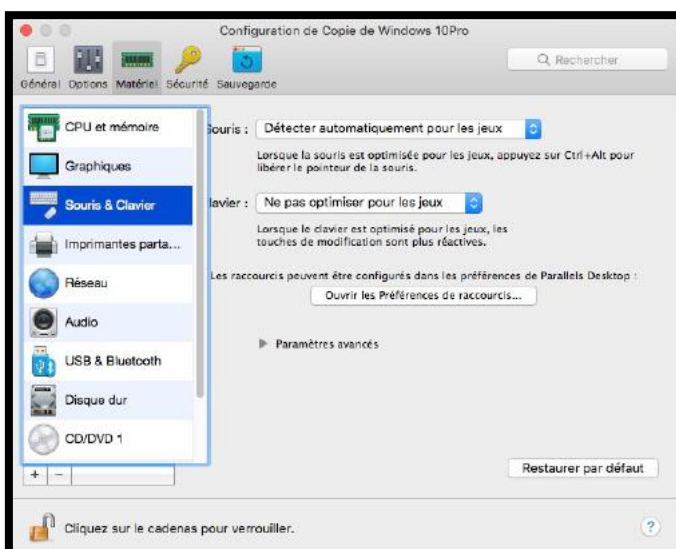 Configuration de Copie de Windows 10Pro
Rechercher
Général Options Matériel Sécurité Sauvegarde
CPU et mémoire
Graphiques
Souris & Clavier
Imprimantes parta...
Réseau
Audio
USB & Bluetooth
Disque dur
CD/DVD 1
+ -
Souris : Détecter automatiquement pour les jeux
Lorsque la souris est optimisée pour les jeux, appuyez sur Ctrl+Alt pour
libérer le pointeur de la souris.
lavier : Ne pas optimiser pour les jeux
Lorsque le clavier est optimisé pour les jeux, les
touches de modification sont plus réactives.
Les raccourcis peuvent être configurés dans les préférences de Parallels Desktop :
Ouvrir les Préférences de raccourcis...
Paramètres avancés
Restaurer par défaut
Cliquez sur le cadenas pour verrouiller.
?